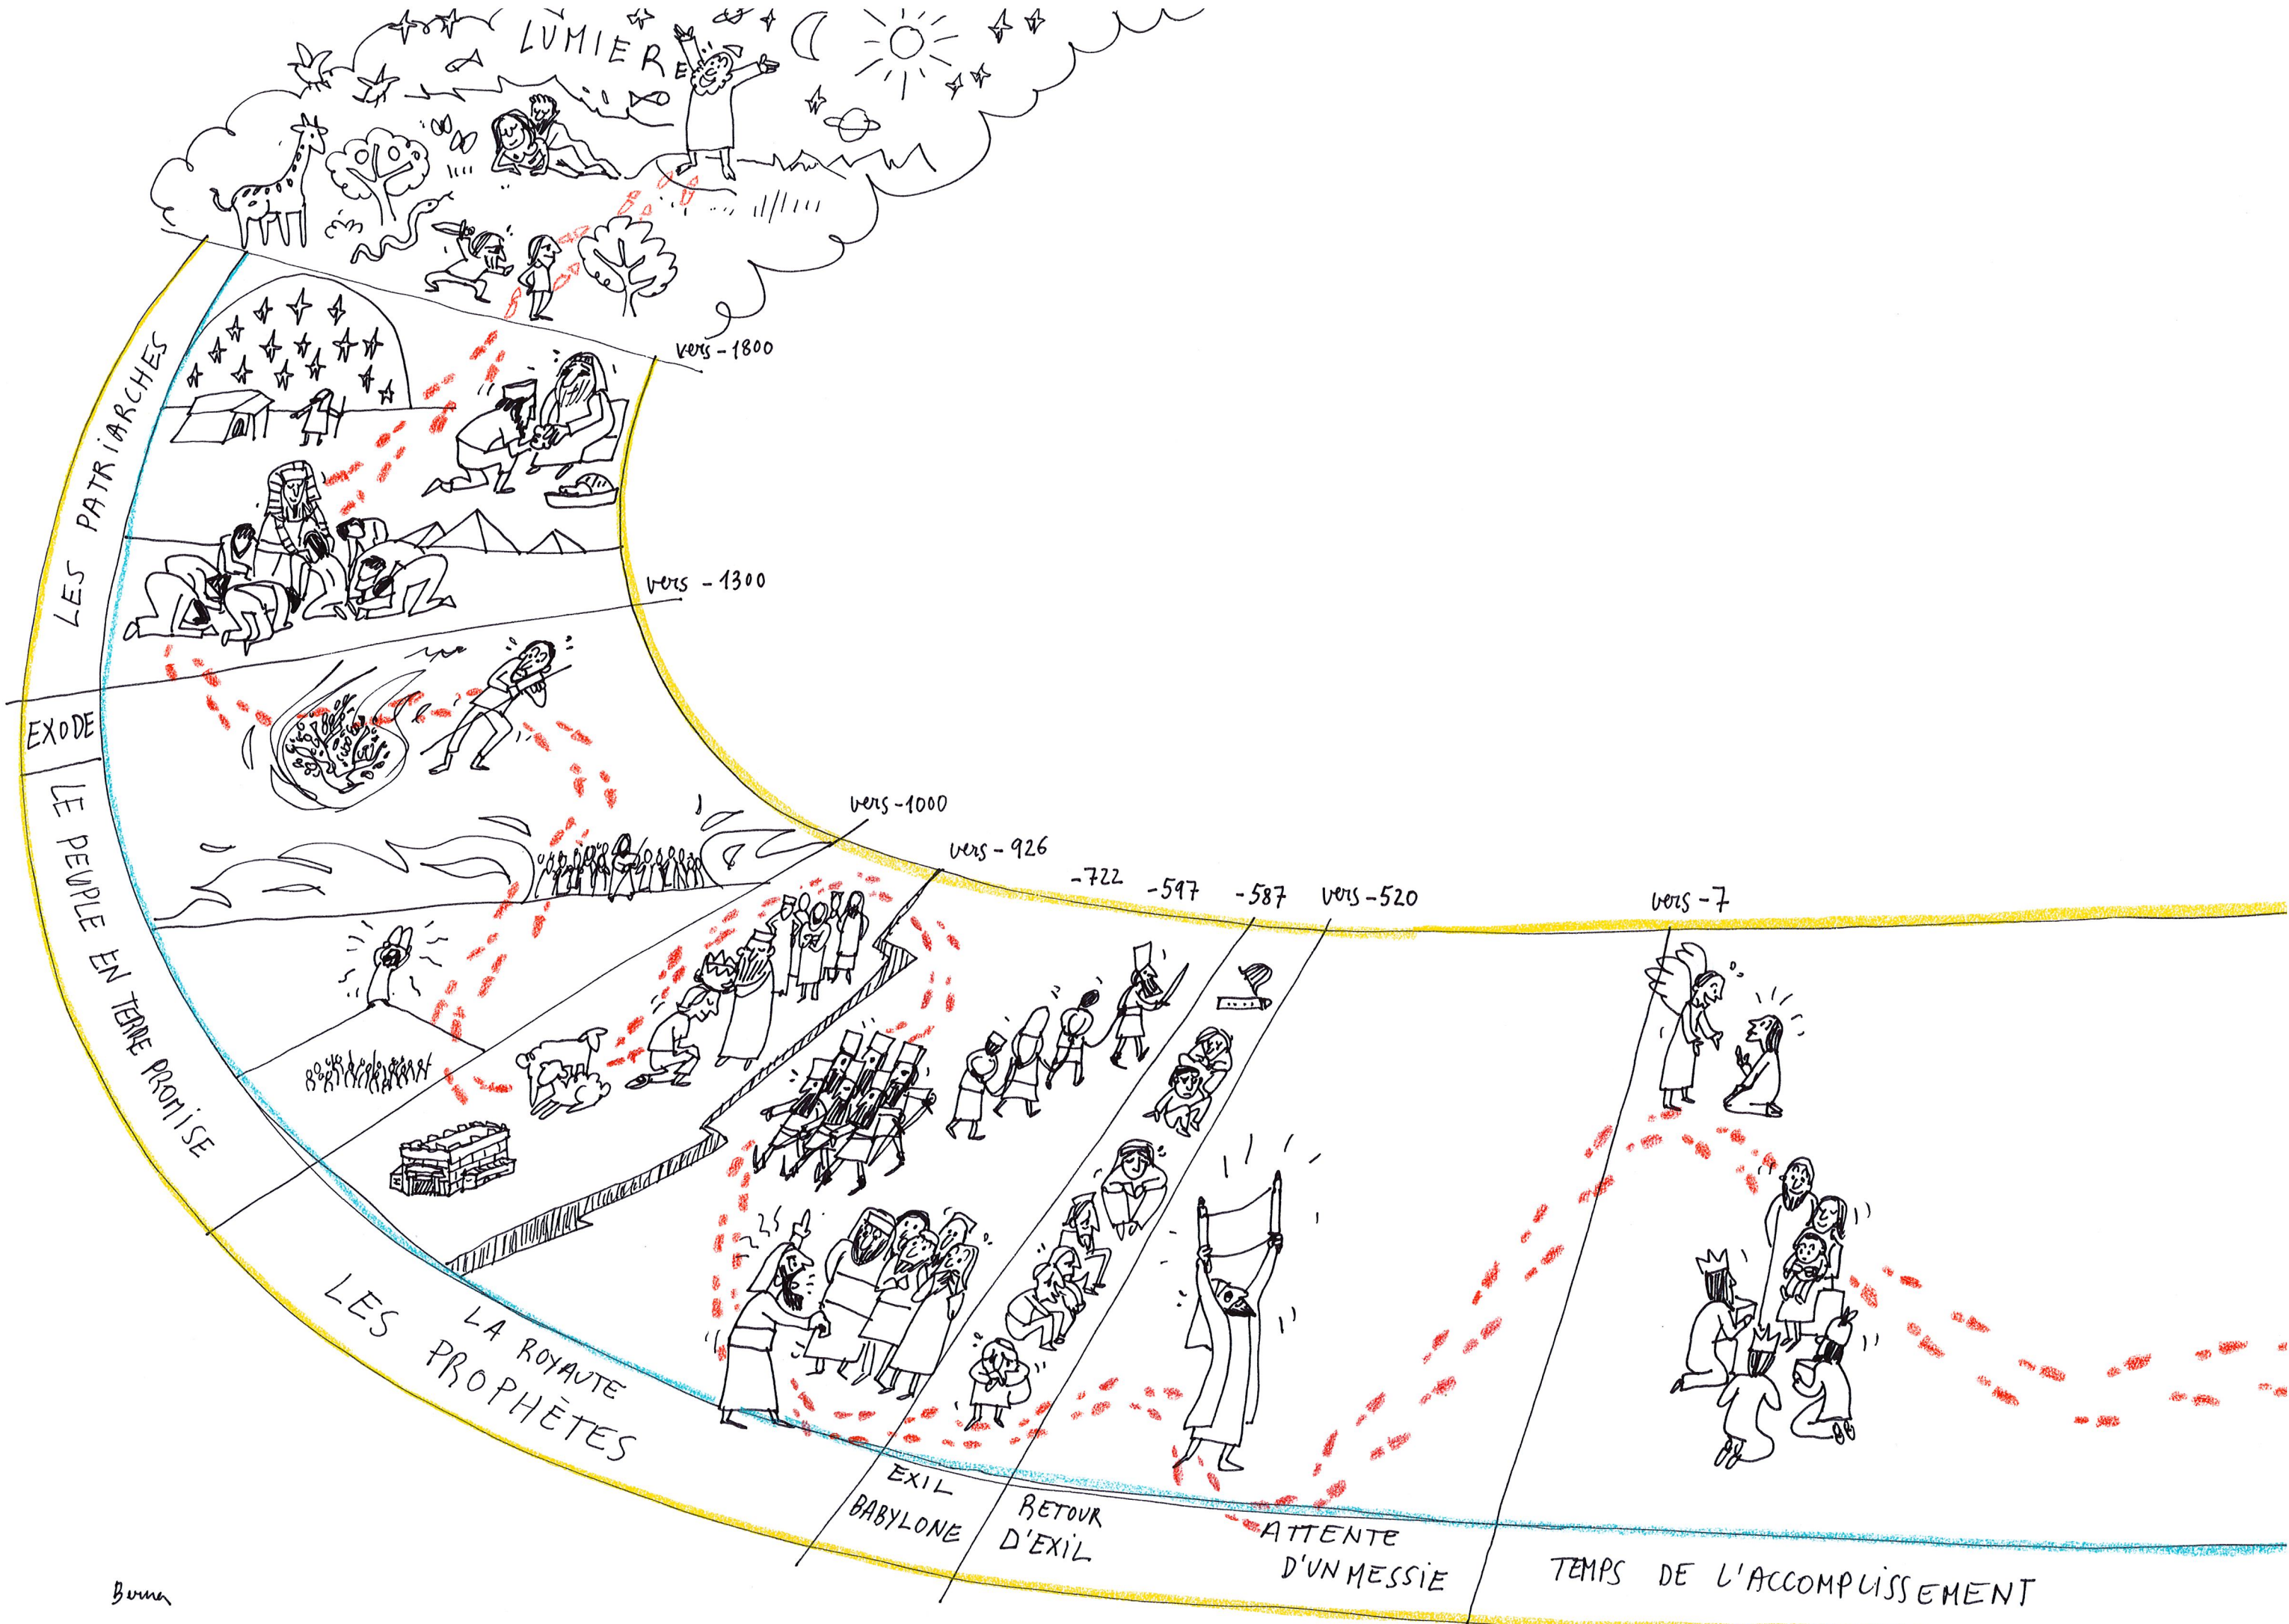 LUMIERE
vers -1800
LES PATRIARCHES
vers - 1300
EXODE
LE PEUPLE EN TERRE PROMISE
vers -1000
vers - 926
-722
-597
-587
vers -520
vers -7
LA ROYAUTE
LES PROPHÈTES
EXIL
BABYLONE
RETOUR
D'EXIL
ATTENTE
D'UN MESSIE
TEMPS DE L'ACCOMPLISSEMENT